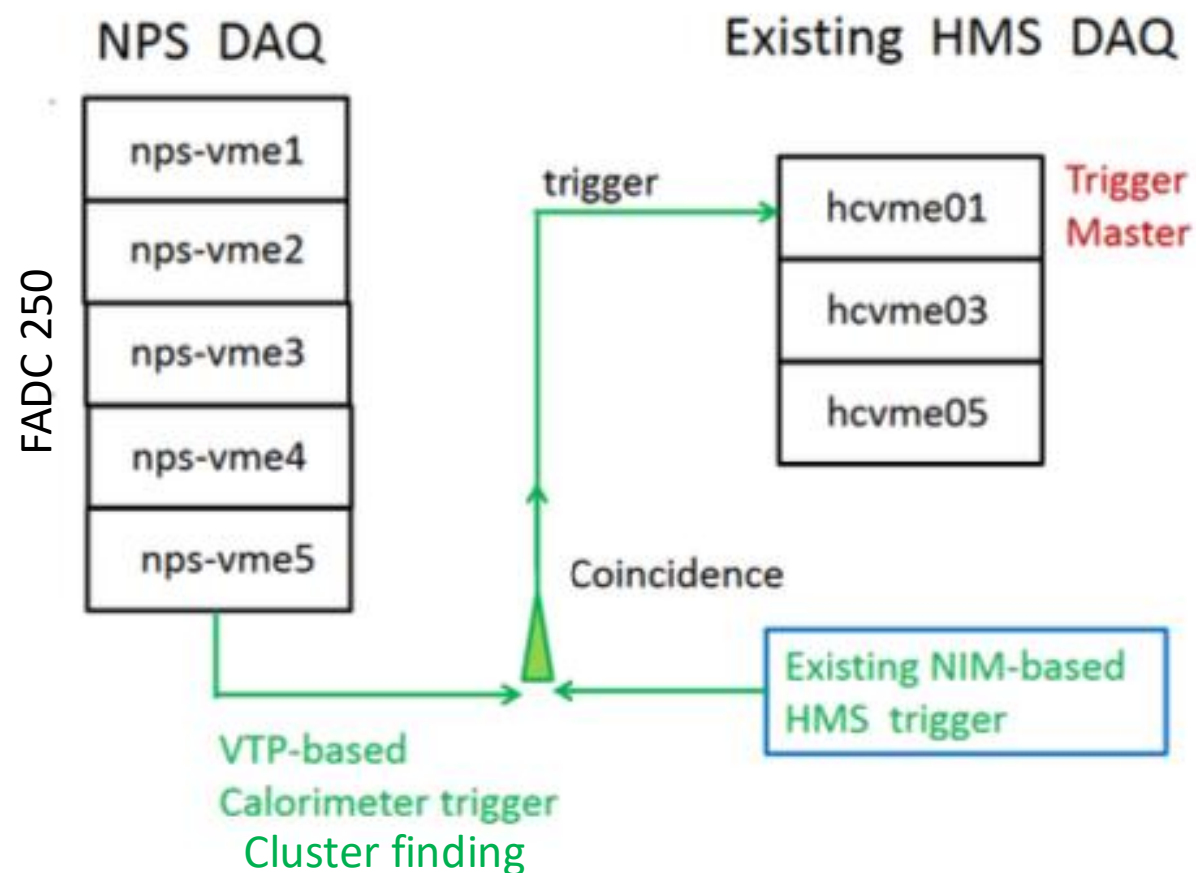 NPS DAQ
Existing HMS DAQ
FADC 250
nps-vme1
nps-vme2
nps-vme3
nps-vme4
nps-vme5
trigger
hcvme01
hcvme03
hcvme05
Trigger
Master
Coincidence
Existing NIM-based
HMS trigger
VTP-based
Calorimeter trigger
Cluster finding